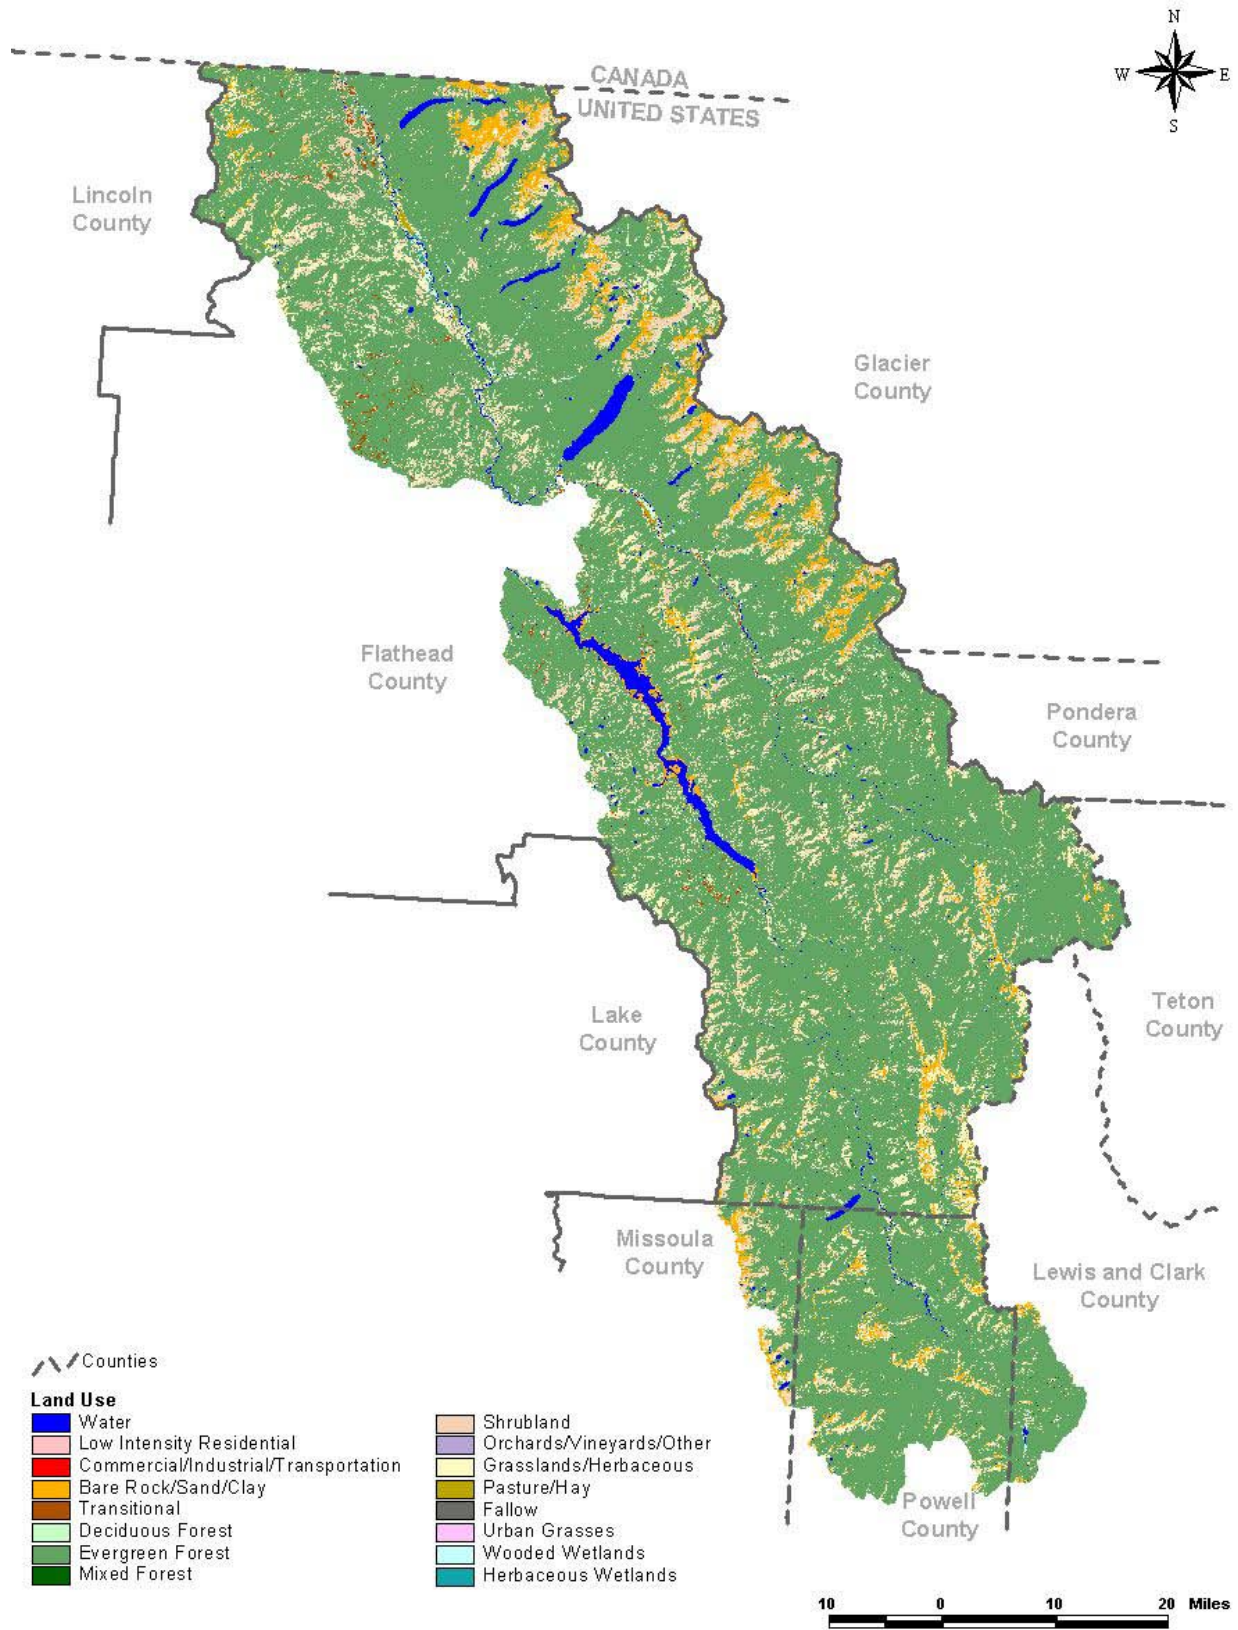 N
W E
S
CANADA
UNITED STATES
Lincoln
County
Glacier
County
Flathead
County
Pondera
County
Lake
County
Teton
County
Missoula
County
Lewis and Clark
County
Powell
County
Counties
Land Use
Water
Low Intensity Residential
Commercial/Industrial/Transportation
Bare Rock/Sand/Clay
Transitional
Deciduous Forest
Evergreen Forest
Mixed Forest
Shrubland
Orchards/Vineyards/Other
Grasslands/Herbaceous
Pasture/Hay
Fallow
Urban Grasses
Wooded Wetlands
Herbaceous Wetlands
10 0 10 20 Miles